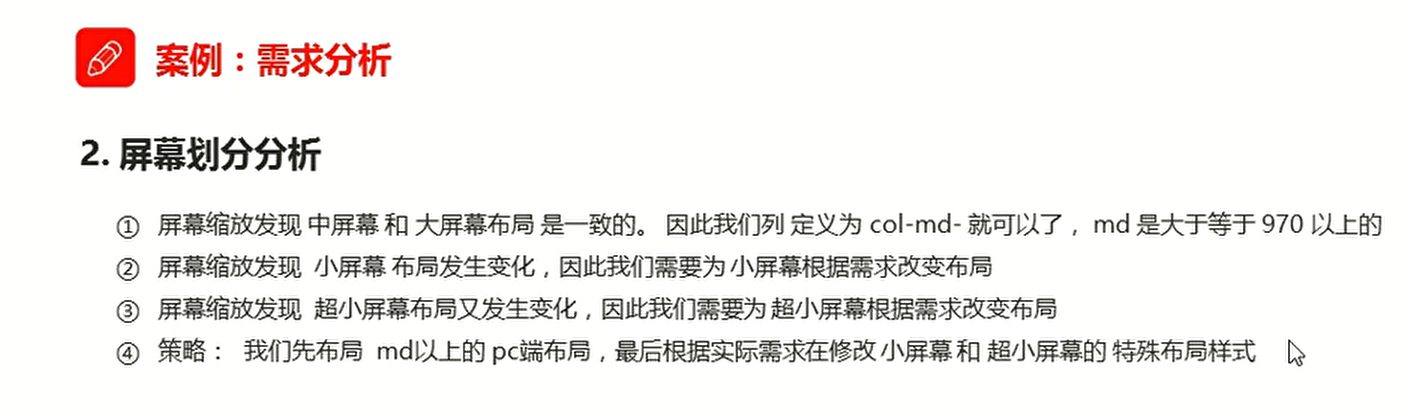 案例：需求分析
2. 屏幕划分分析
① 屏幕缩放发现 中屏幕 和 大屏幕布局 是一致的。 因此我们列 定义为 col-md- 就可以了， md 是大于等于 970 以上的
② 屏幕缩放发现 小屏幕 布局发生变化，因此我们需要为 小屏幕根据需求改变布局
③ 屏幕缩放发现 超小屏幕布局又发生变化，因此我们需要为 超小屏幕根据需求改变布局
④ 策略： 我们先布局 md以上的 pc端布局，最后根据实际需求在修改 小屏幕 和 超小屏幕的 特殊布局样式